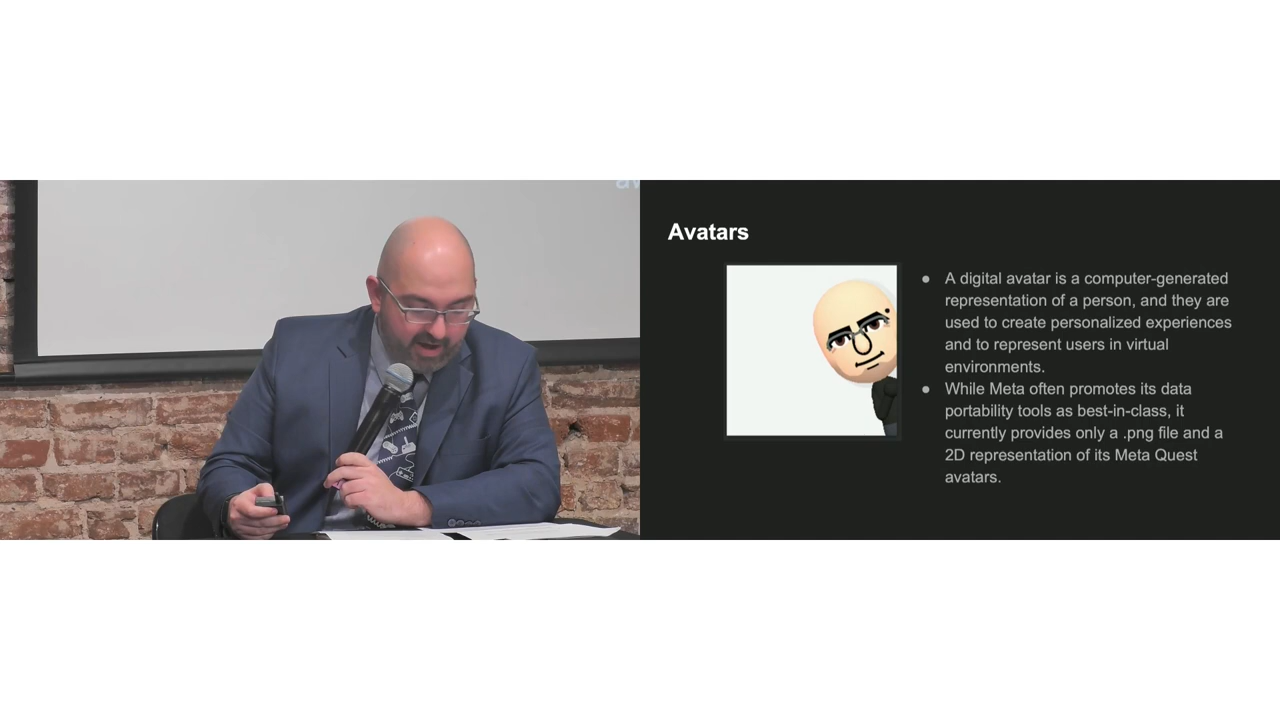 Avatars
● A digital avatar is a computer-generated
representation of a person, and they are
used to create personalized experiences
and to represent users in virtual
environments.
● While Meta often promotes its data
portability tools as best-in-class, it
currently provides only a .png file and a
2D representation of its Meta Quest
avatars.